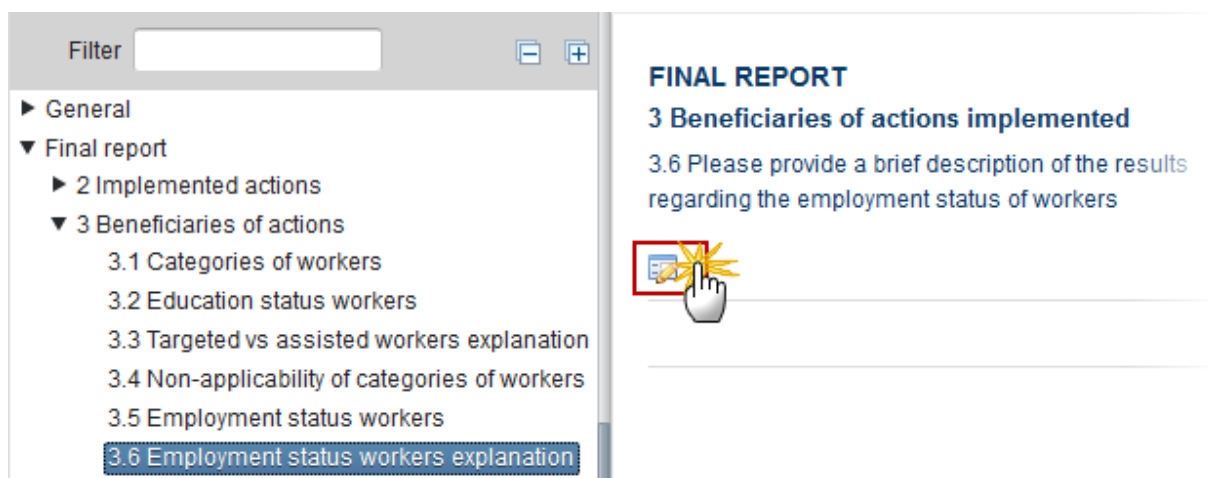 Filter
General
Final report
2 Implemented actions
3 Beneficiaries of actions
3.1 Categories of workers
3.2 Education status workers
3.3 Targeted vs assisted workers explanation
3.4 Non-applicability of categories of workers
3.5 Employment status workers
3.6 Employment status workers explanation
FINAL REPORT
3 Beneficiaries of actions implemented
3.6 Please provide a brief description of the results
regarding the employment status of workers